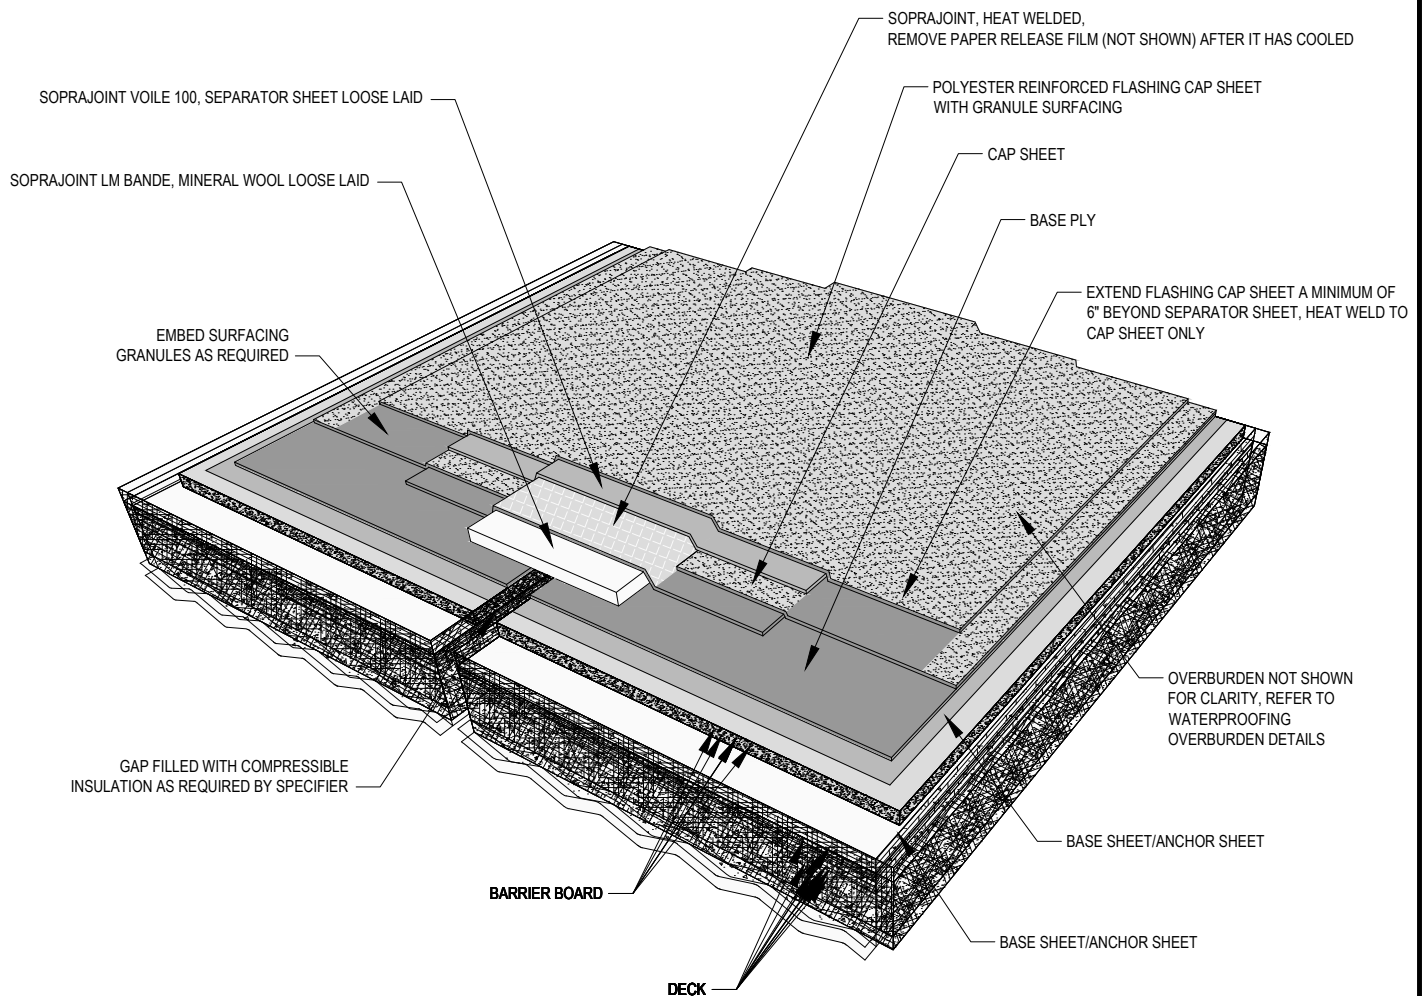 SOPRAJOINT, HEAT WELDED,
REMOVE PAPER RELEASE FILM (NOT SHOWN) AFTER IT HAS COOLED
POLYESTER REINFORCED FLASHING CAP SHEET
WITH GRANULE SURFACING
SOPRAJOINT VOILE 100, SEPARATOR SHEET LOOSE LAID
CAP SHEET
SOPRAJOINT LM BANDE, MINERAL WOOL LOOSE LAID
BASE PLY
EXTEND FLASHING CAP SHEET A MINIMUM OF
6" BEYOND SEPARATOR SHEET, HEAT WELD TO
CAP SHEET ONLY
EMBED SURFACING
GRANULES AS REQUIRED
OVERBURDEN NOT SHOWN
FOR CLARITY, REFER TO
WATERPROOFING
OVERBURDEN DETAILS
GAP FILLED WITH COMPRESSIBLE
INSULATION AS REQUIRED BY SPECIFIER
BASE SHEET/ANCHOR SHEET
BARRIER BOARD
BASE SHEET/ANCHOR SHEET
DECK